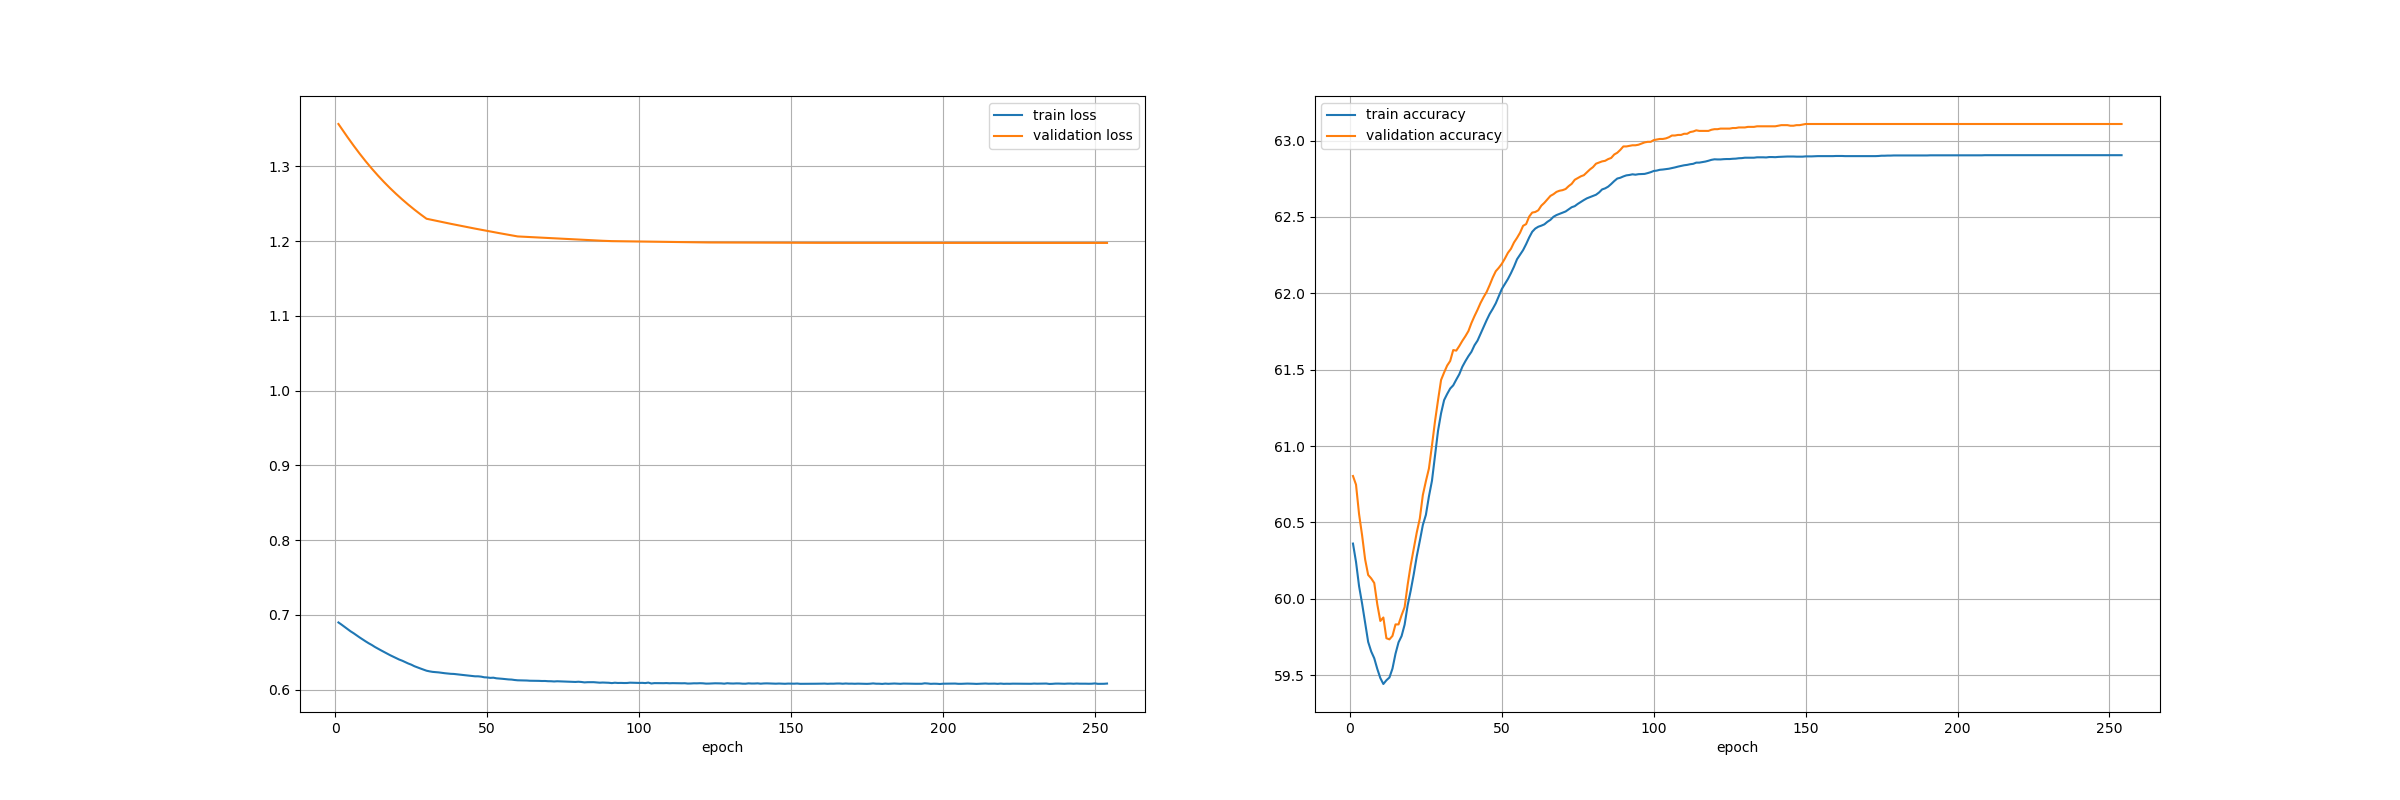 train loss
validation loss
1.3
1.2
1.1
1.0
0.9
0.8
0.7
0.6
0 50 100 150 200 250
epoch
train accuracy
validation accuracy
63.0
62.5
62.0
61.5
61.0
60.5
60.0
59.5
0 50 100 150 200 250
epoch